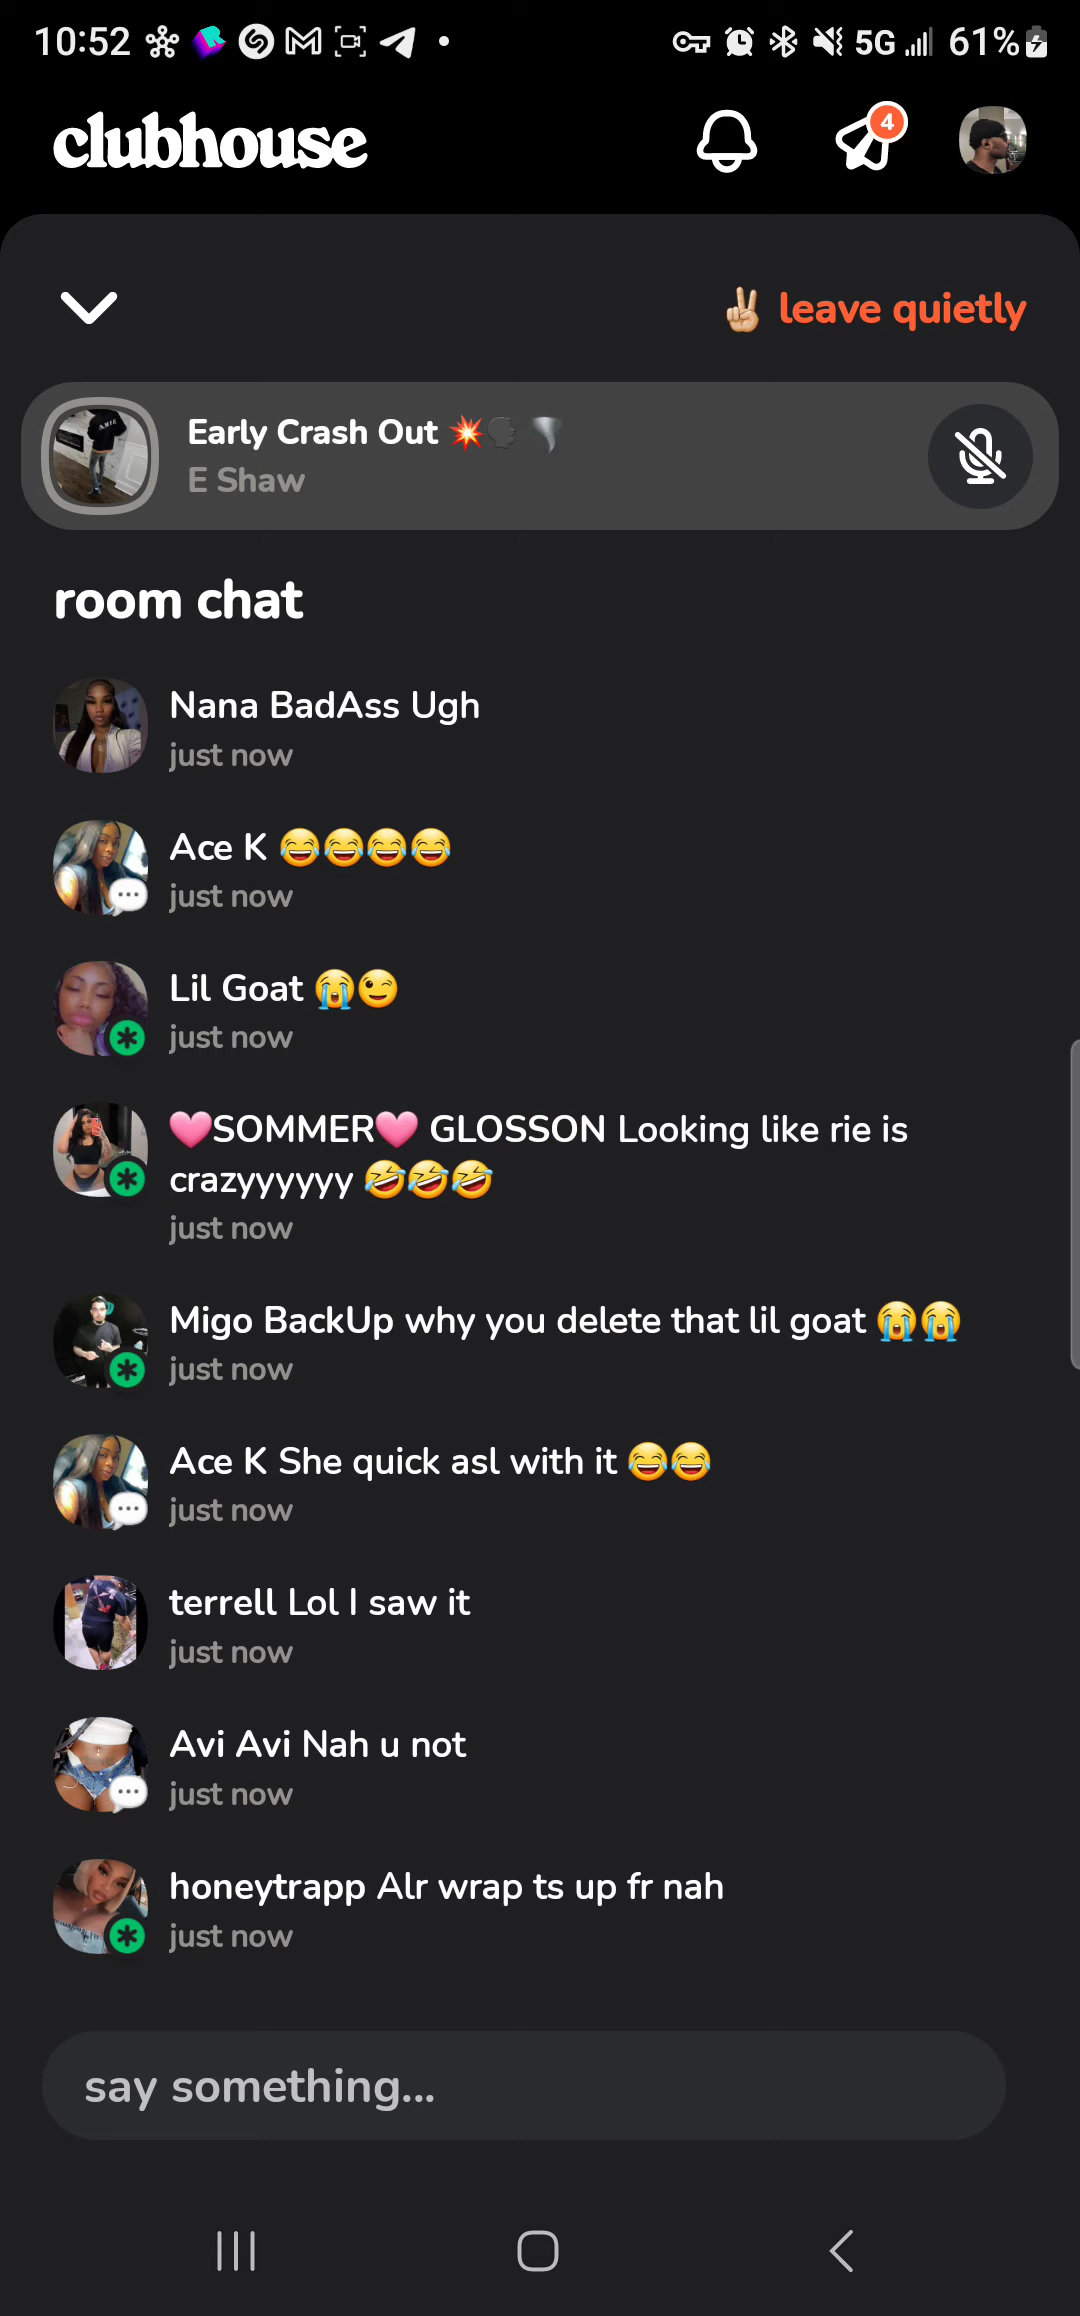 10:52 5G 61%
clubhouse 4
✌🏼 leave quietly
Early Crash Out 💥🗣️🌪️
E Shaw
room chat
Nana BadAss Ugh
just now
Ace K 😂😂😂😂
just now
Lil Goat 😭😉
just now
🩷SOMMER🩷 GLOSSON Looking like rie is
crazyyyyyy 🤣🤣🤣
just now
Migo BackUp why you delete that lil goat 😭😭
just now
Ace K She quick asl with it 😂😂
just now
terrell Lol I saw it
just now
Avi Avi Nah u not
just now
honeytrapp Alr wrap ts up fr nah
just now
say something...